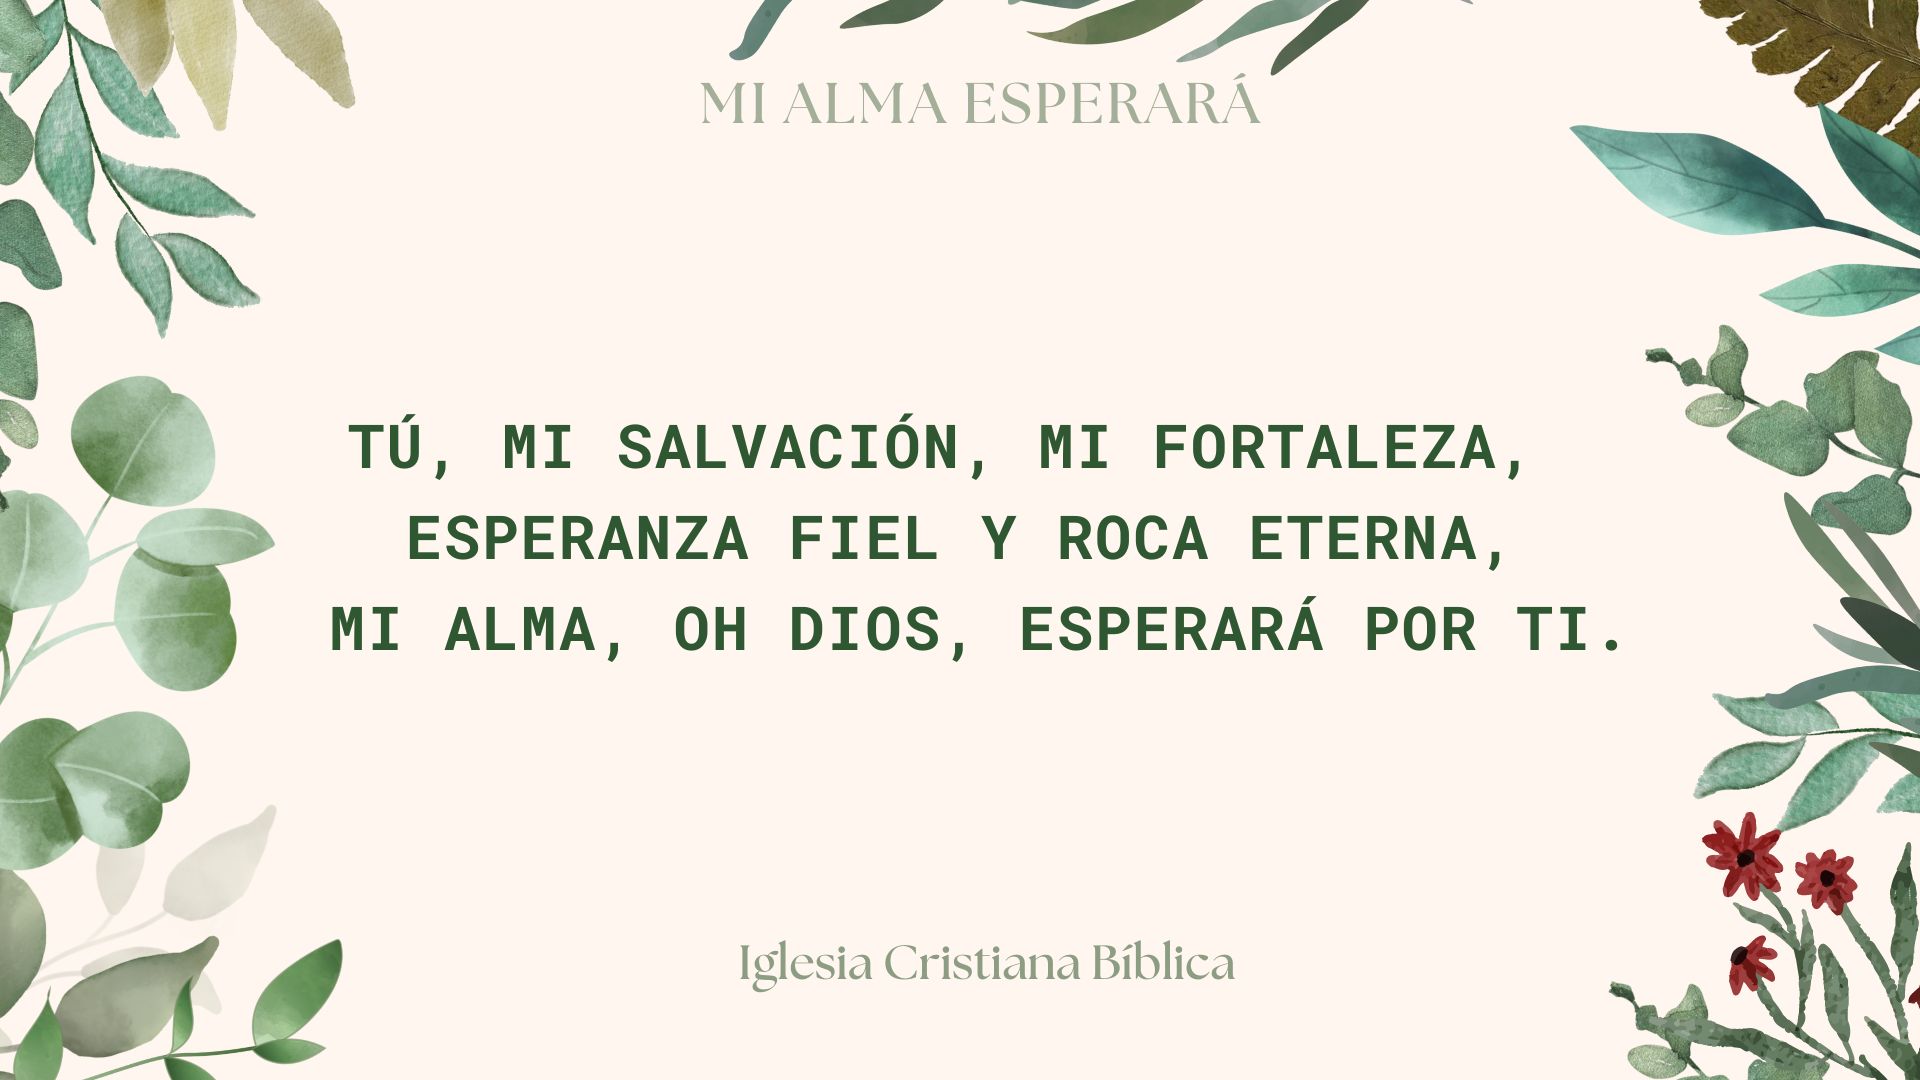 MI ALMA ESPERARÁ
TÚ, MI SALVACIÓN, MI FORTALEZA,
ESPERANZA FIEL Y ROCA ETERNA,
MI ALMA, OH DIOS, ESPERARÁ POR TI.
Iglesia Cristiana Bíblica